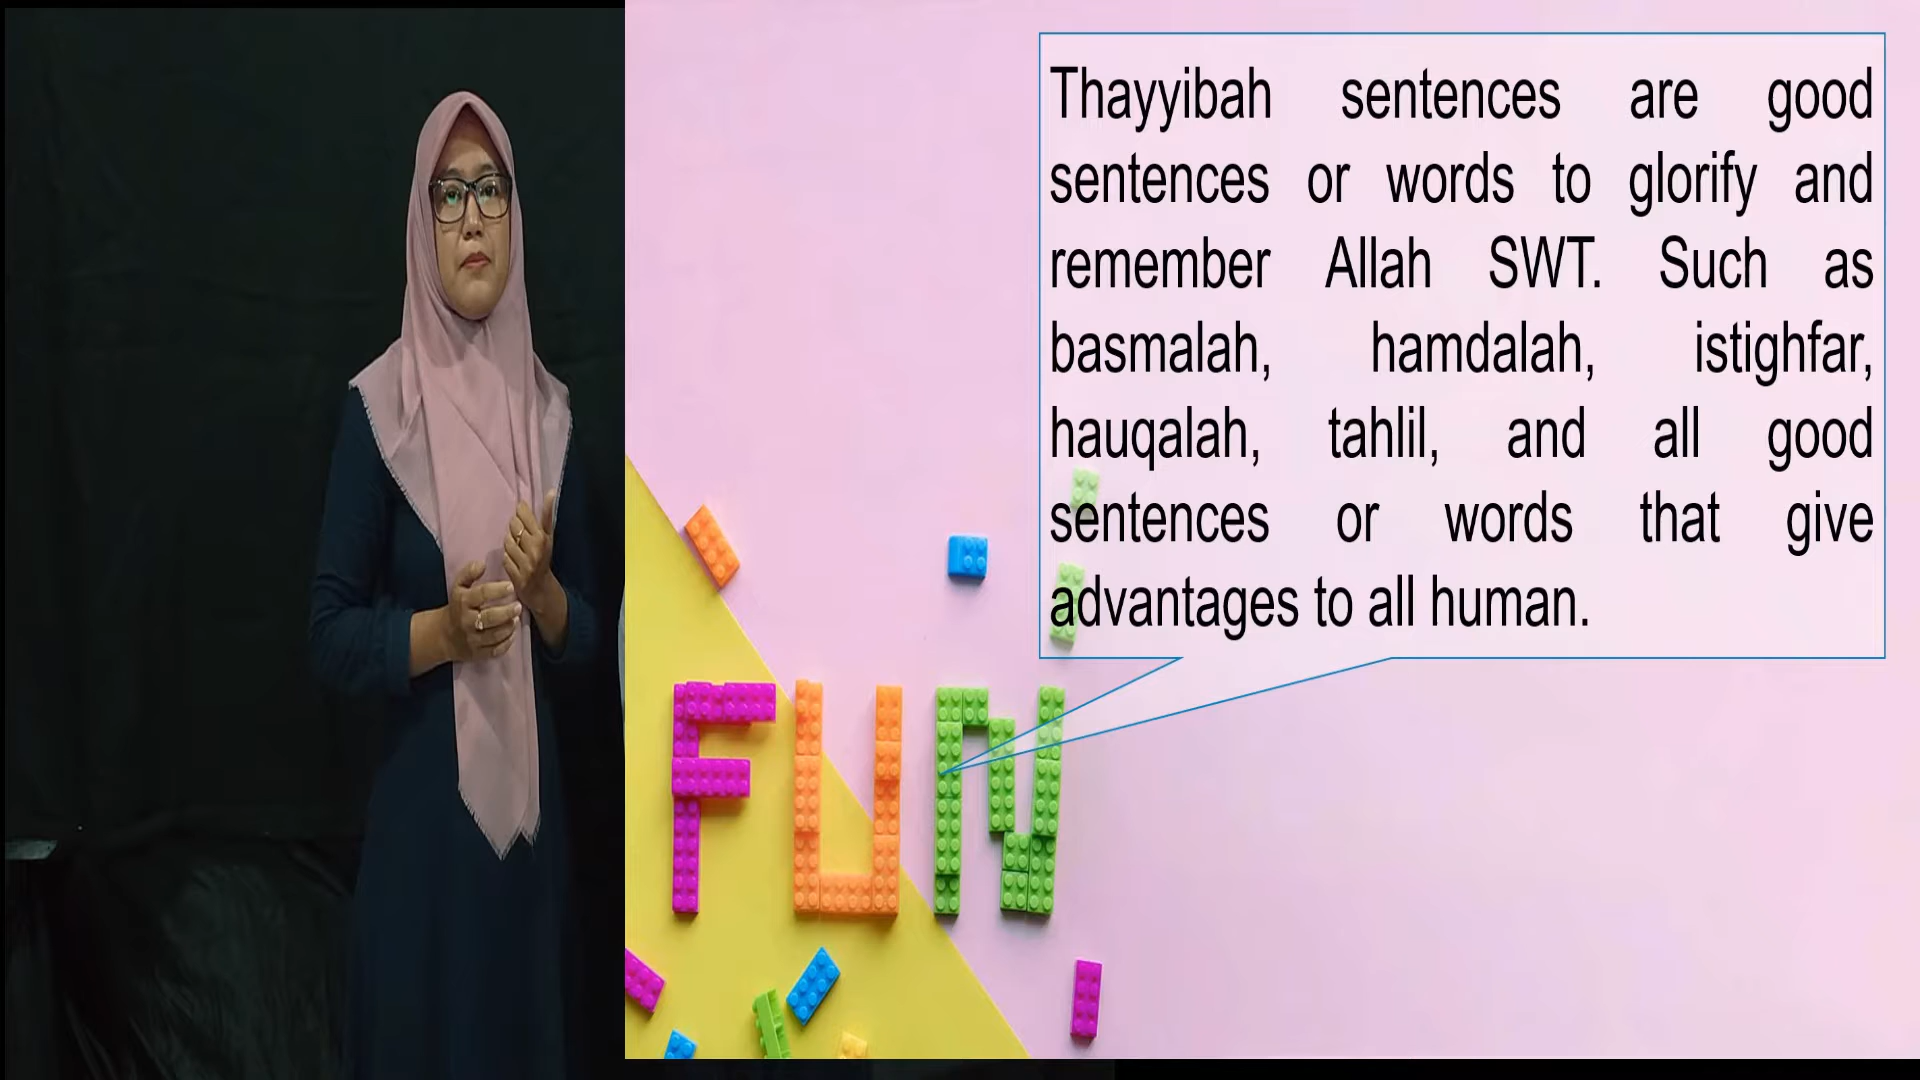 Thayyibah sentences are good
sentences or words to glorify and
remember Allah SWT. Such as
basmalah, hamdalah, istighfar,
hauqalah, tahlil, and all good
sentences or words that give
advantages to all human.
FUN